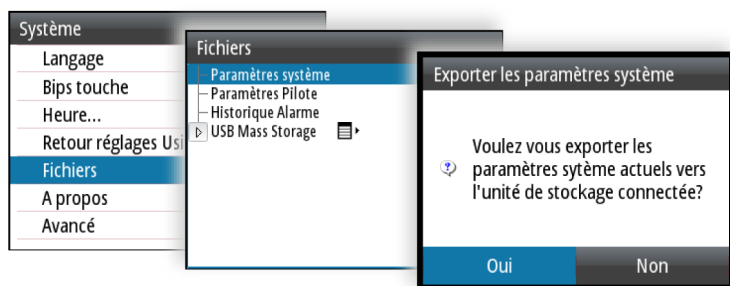 Système
Langage
Bips touche
Heure...
Retour réglages Usi
Fichiers
A propos
Avancé
Fichiers
Paramètres système
Paramètres Pilote
Historique Alarme
USB Mass Storage
Exporter les paramètres système
Voulez vous exporter les
paramètres sytème actuels vers
l'unité de stockage connectée?
Oui
Non